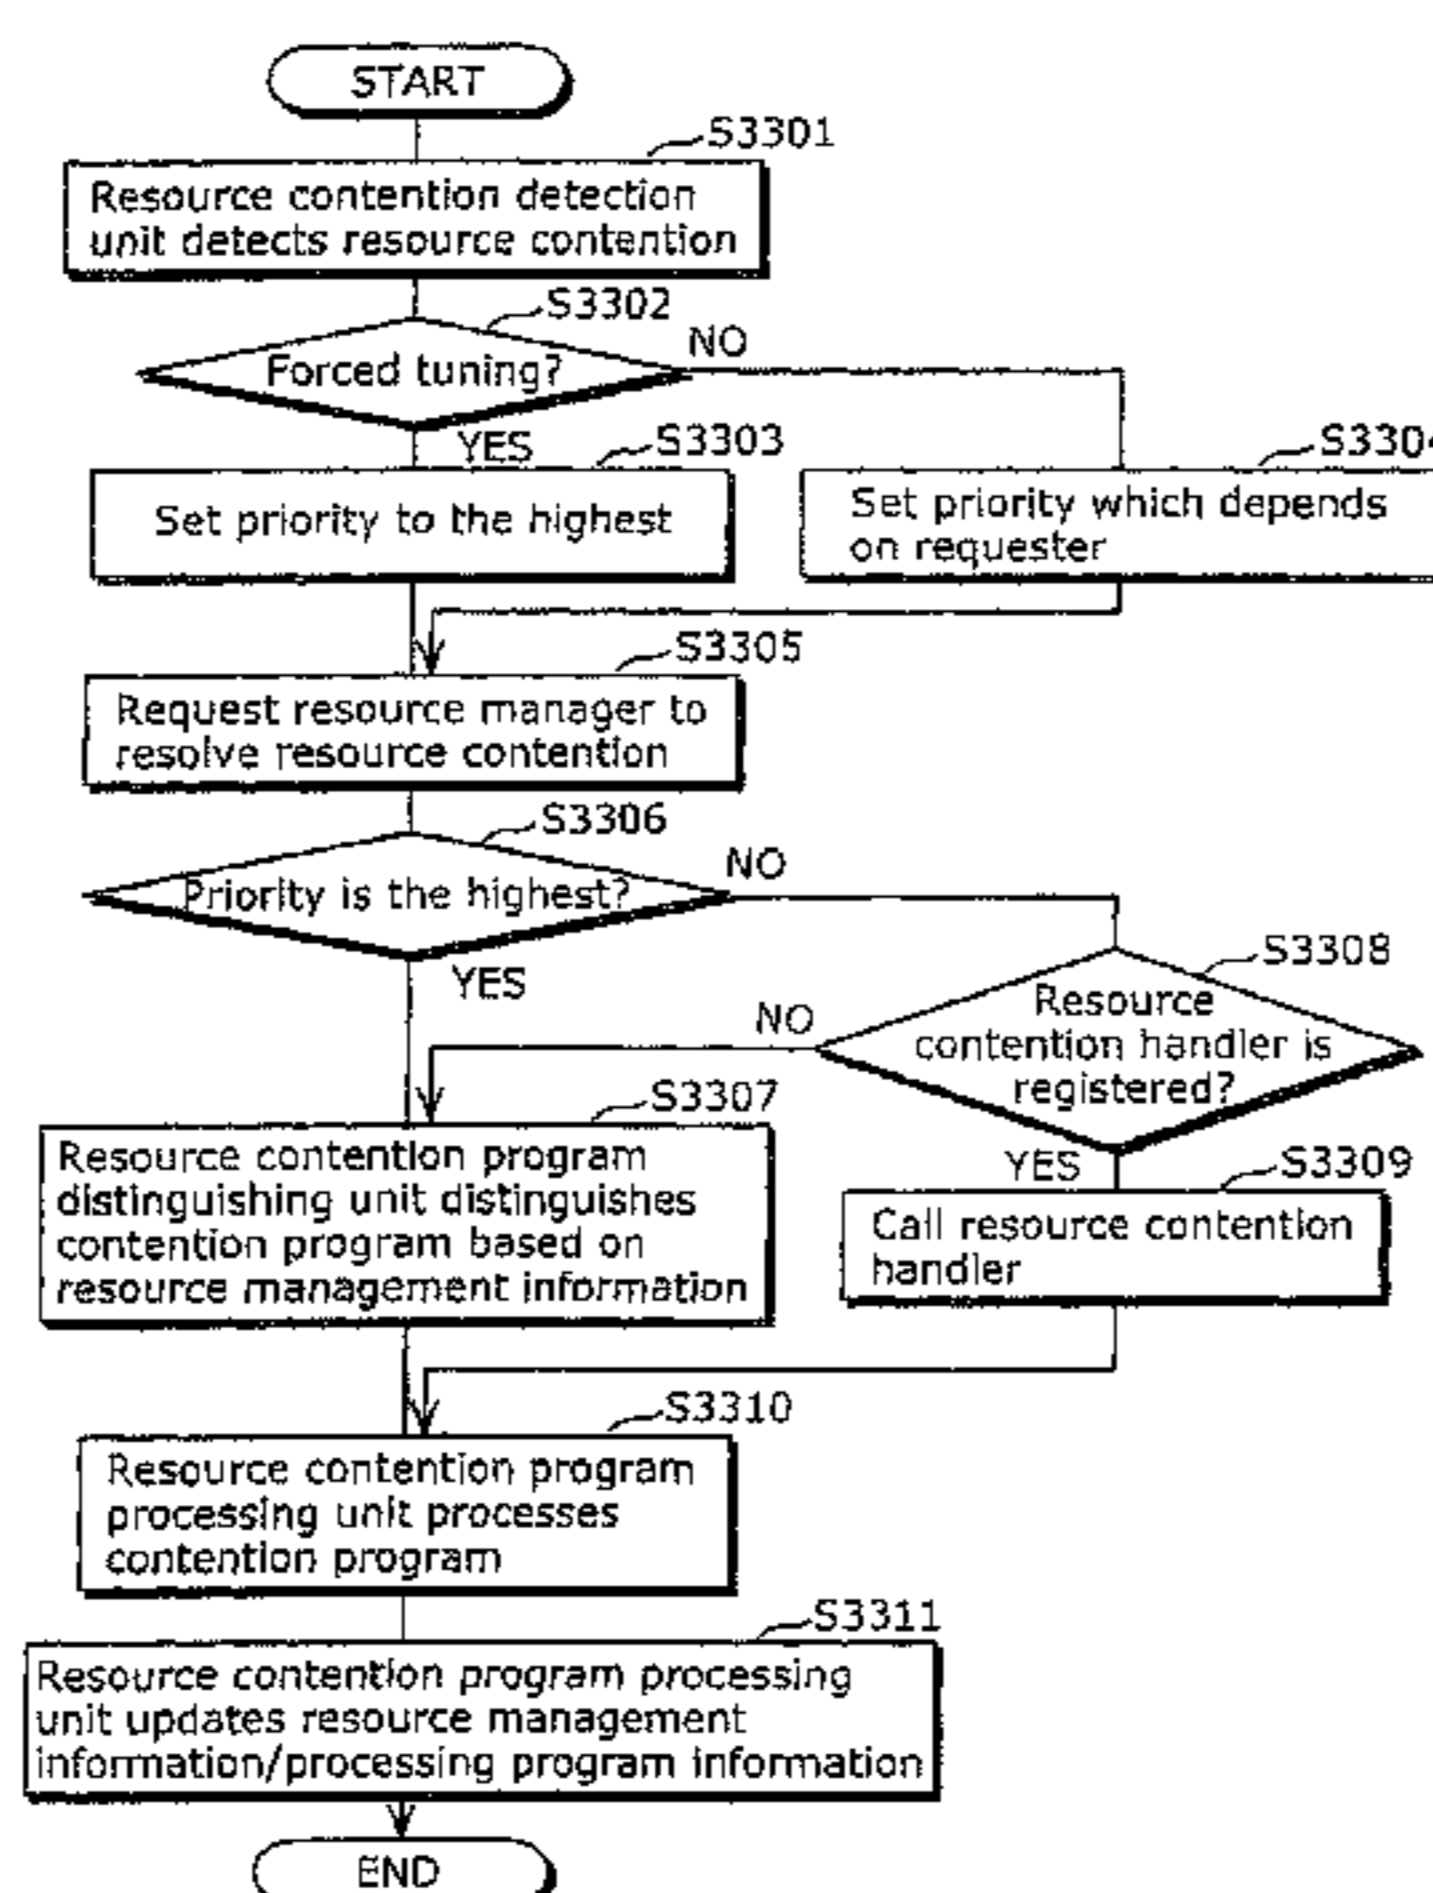 START
S3301
Resource contention detection
unit detects resource contention
S3302
Forced tuning?
NO
YES
S3303
Set priority to the highest
S3304
Set priority which depends
on requester
S3305
Request resource manager to
resolve resource contention
S3306
Priority is the highest?
NO
YES
S3308
Resource
contention handler is
registered?
NO
YES
S3307
Resource contention program
distinguishing unit distinguishes
contention program based on
resource management information
S3309
Call resource contention
handler
S3310
Resource contention program
processing unit processes
contention program
S3311
Resource contention program processing
unit updates resource management
information/processing program information
END